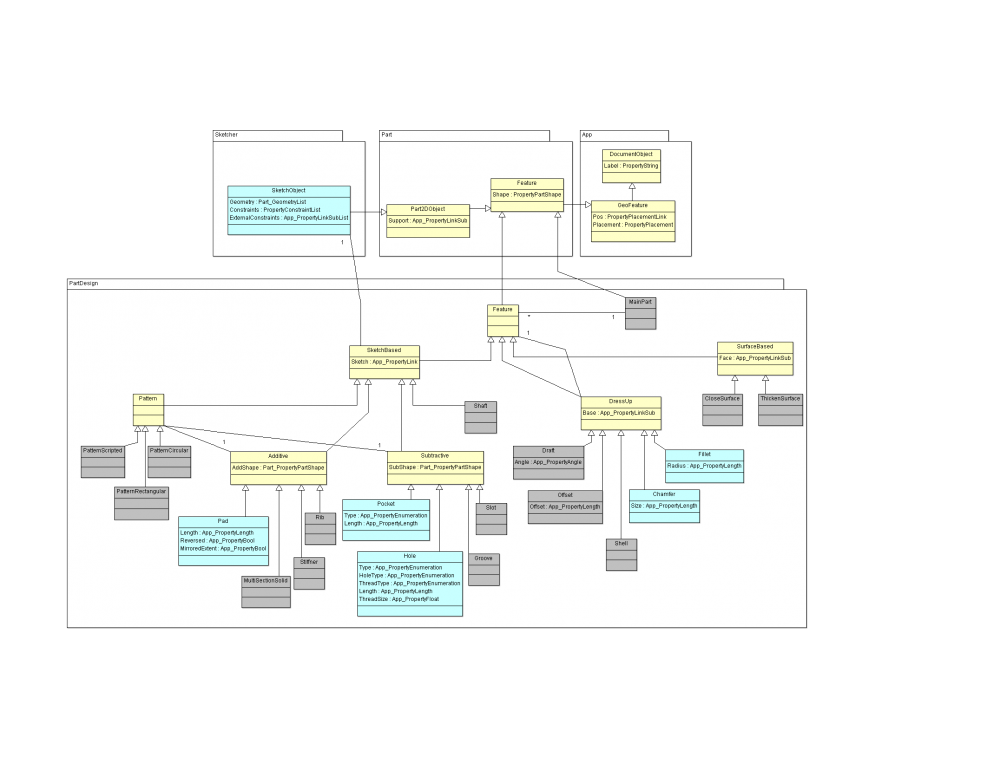 Sketcher
Part
App
DocumentObject
Label : PropertyString
SketchObject
Geometry : Part_GeometryList
Constraints : PropertyConstraintList
ExternalConstraints : App_PropertyLinkSubList
1
Part2DObject
Support : App_PropertyLinkSub
Feature
Shape : PropertyPartShape
GeoFeature
Pos : PropertyPlacementLink
Placement : PropertyPlacement
PartDesign
Feature
*
1
MainPart
1
SketchBased
Sketch : App_PropertyLink
SurfaceBased
Face : App_PropertyLinkSub
Pattern
Shaft
DressUp
Base : App_PropertyLinkSub
CloseSurface
ThickenSurface
PatternScripted
PatternCircular
PatternRectangular
1
1
Additive
AddShape : Part_PropertyPartShape
Subtractive
SubShape : Part_PropertyPartShape
Draft
Angle : App_PropertyAngle
Fillet
Radius : App_PropertyLength
Offset
Offset : App_PropertyLength
Chamfer
Size : App_PropertyLength
Pad
Length : App_PropertyLength
Reversed : App_PropertyBool
MirroredExtent : App_PropertyBool
Rib
Pocket
Type : App_PropertyEnumeration
Length : App_PropertyLength
Slot
Shell
MultiSectionSolid
Stiffner
Hole
Type : App_PropertyEnumeration
HoleType : App_PropertyEnumeration
ThreadType : App_PropertyEnumeration
Length : App_PropertyLength
ThreadSize : App_PropertyFloat
Groove